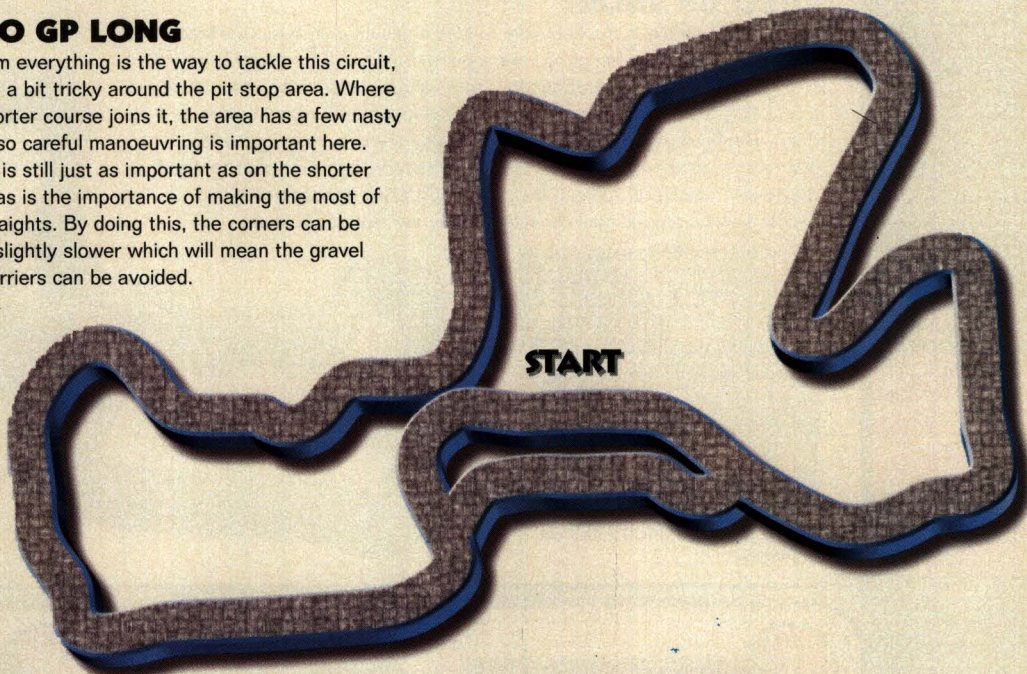 O GP LONG
m everything is the way to tackle this circuit,
a bit tricky around the pit stop area. Where
orter course joins it, the area has a few nasty
so careful manoeuvring is important here.
is still just as important as on the shorter
as is the importance of making the most of
aights. By doing this, the corners can be
slightly slower which will mean the gravel
rriers can be avoided.
START